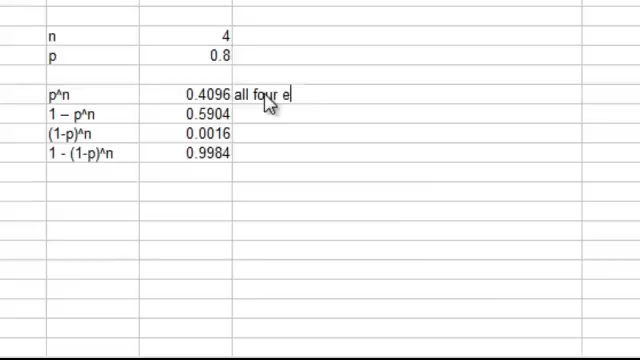 n 4
p 0.8
p^n 0.4096 all four e
1 – p^n 0.5904
(1-p)^n 0.0016
1 - (1-p)^n 0.9984